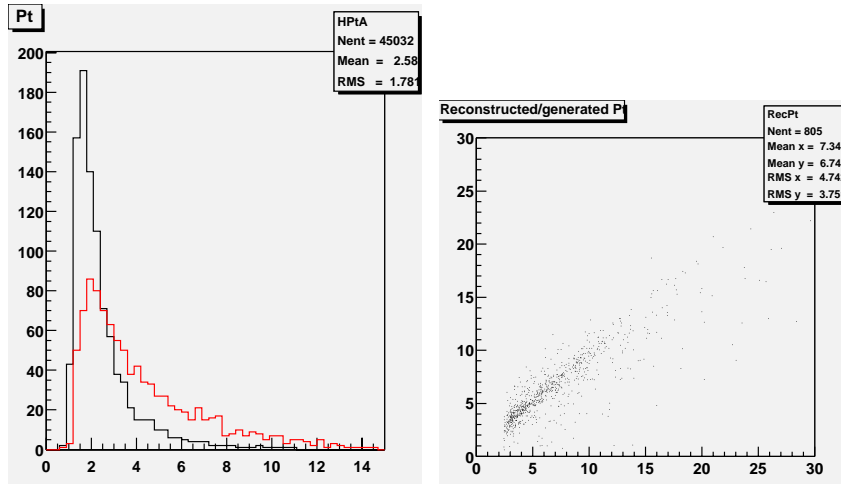 Pt
HPtA
Nent = 45032
Mean = 2.58
RMS = 1.781
200
180
160
140
120
100
80
60
40
20
0
0 2 4 6 8 10 12 14
Reconstructed/generated Pt
RecPt
Nent = 805
Mean x = 7.34
Mean y = 6.74
RMS x = 4.74
RMS y = 3.75
30
25
20
15
10
5
0
0 5 10 15 20 25 30